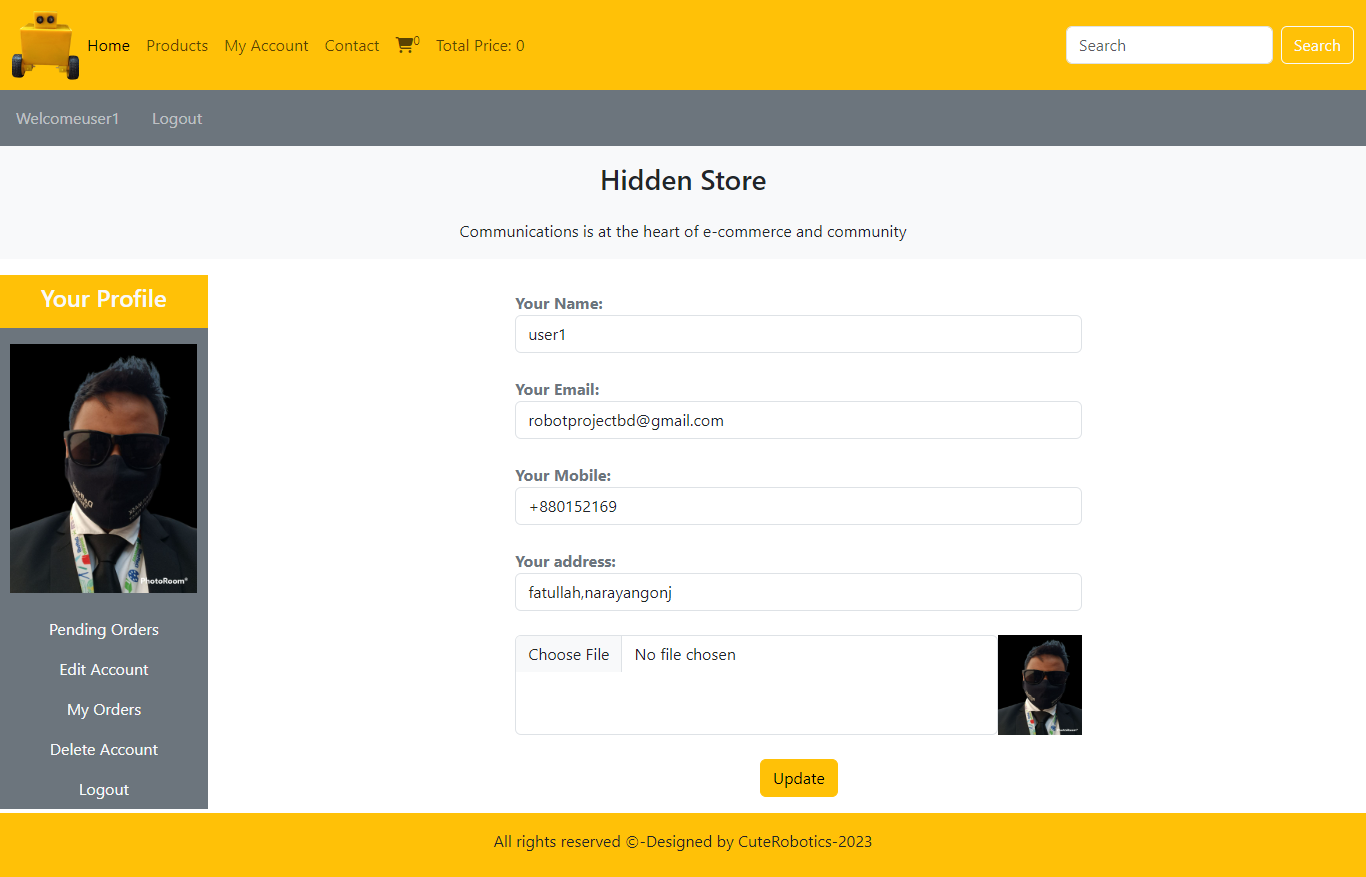 Home Products My Account Contact 0 Total Price: 0 Search Search
Welcomeuser1 Logout
Hidden Store
Communications is at the heart of e-commerce and community
Your Profile
PhotoRoom®
Pending Orders
Edit Account
My Orders
Delete Account
Logout
Your Name:
user1
Your Email:
robotprojectbd@gmail.com
Your Mobile:
+880152169
Your address:
fatullah,narayangonj
Choose File No file chosen
Update
All rights reserved ©-Designed by CuteRobotics-2023